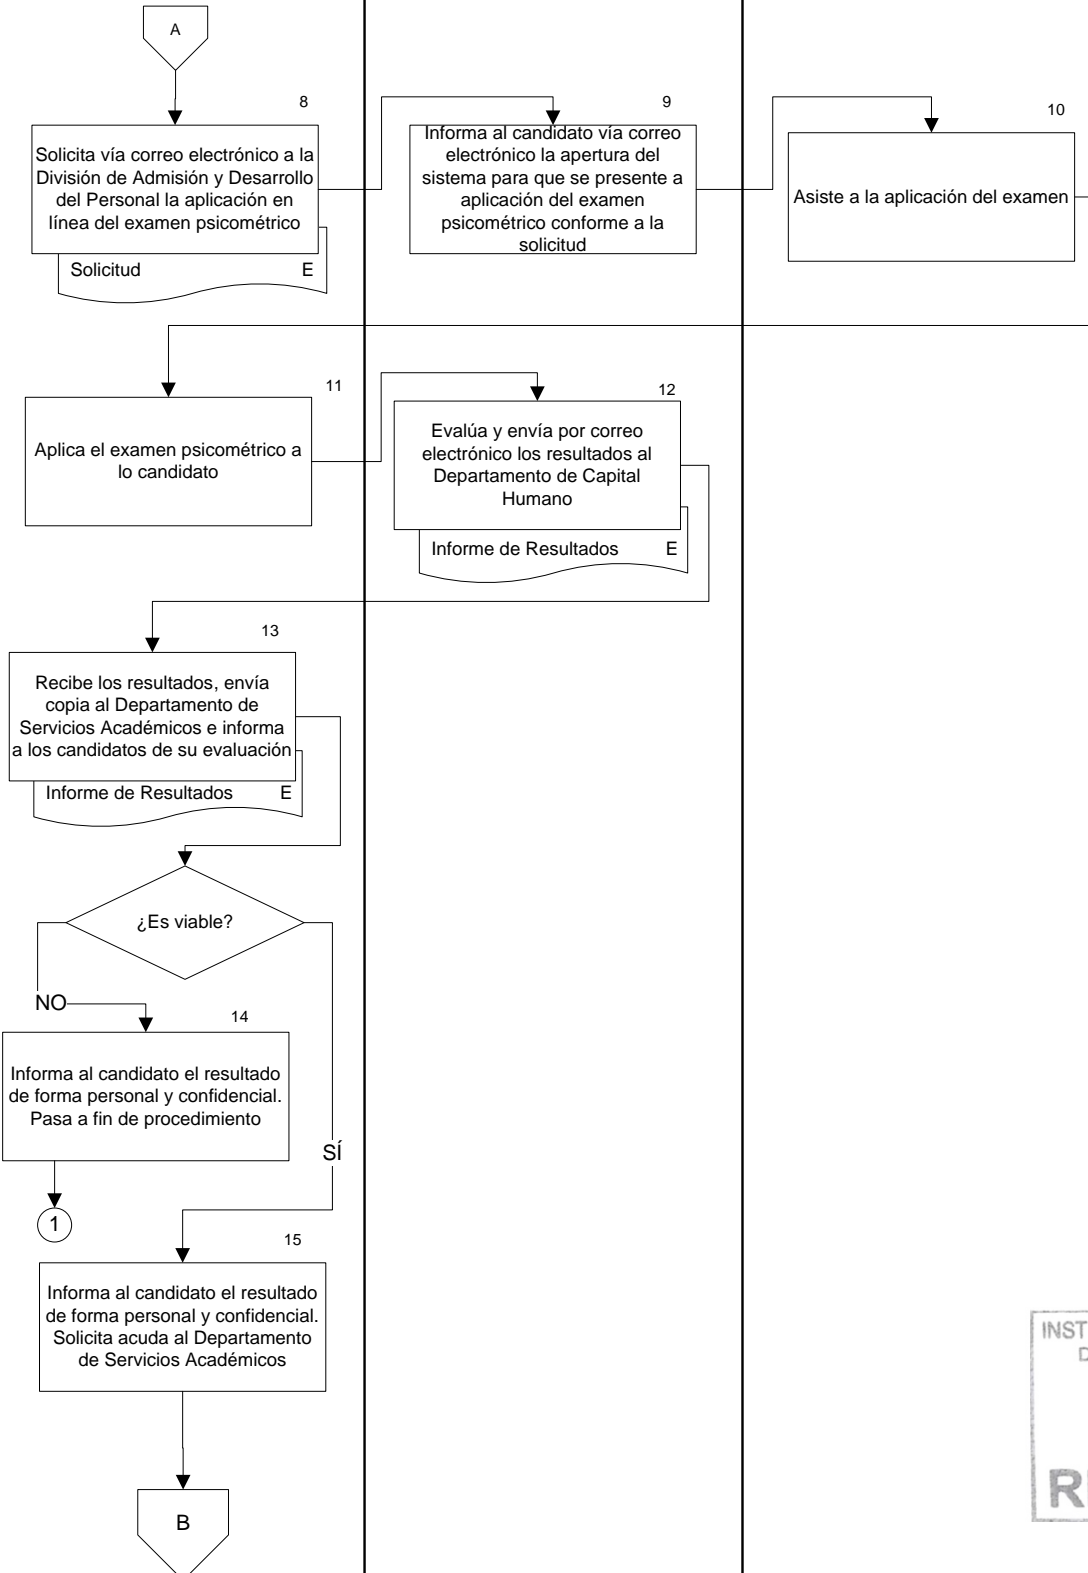 A
8
Solicita vía correo electrónico a la
División de Admisión y Desarrollo
del Personal la aplicación en
línea del examen psicométrico
Solicitud E
9
Informa al candidato vía correo
electrónico la apertura del
sistema para que se presente a
aplicación del examen
psicométrico conforme a la
solicitud
10
Asiste a la aplicación del examen
11
Aplica el examen psicométrico a
lo candidato
12
Evalúa y envía por correo
electrónico los resultados al
Departamento de Capital
Humano
Informe de Resultados E
13
Recibe los resultados, envía
copia al Departamento de
Servicios Académicos e informa
a los candidatos de su evaluación
Informe de Resultados E
¿Es viable?
NO
14
Informa al candidato el resultado
de forma personal y confidencial.
Pasa a fin de procedimiento
SÍ
1
15
Informa al candidato el resultado
de forma personal y confidencial.
Solicita acuda al Departamento
de Servicios Académicos
B
INST
D
R